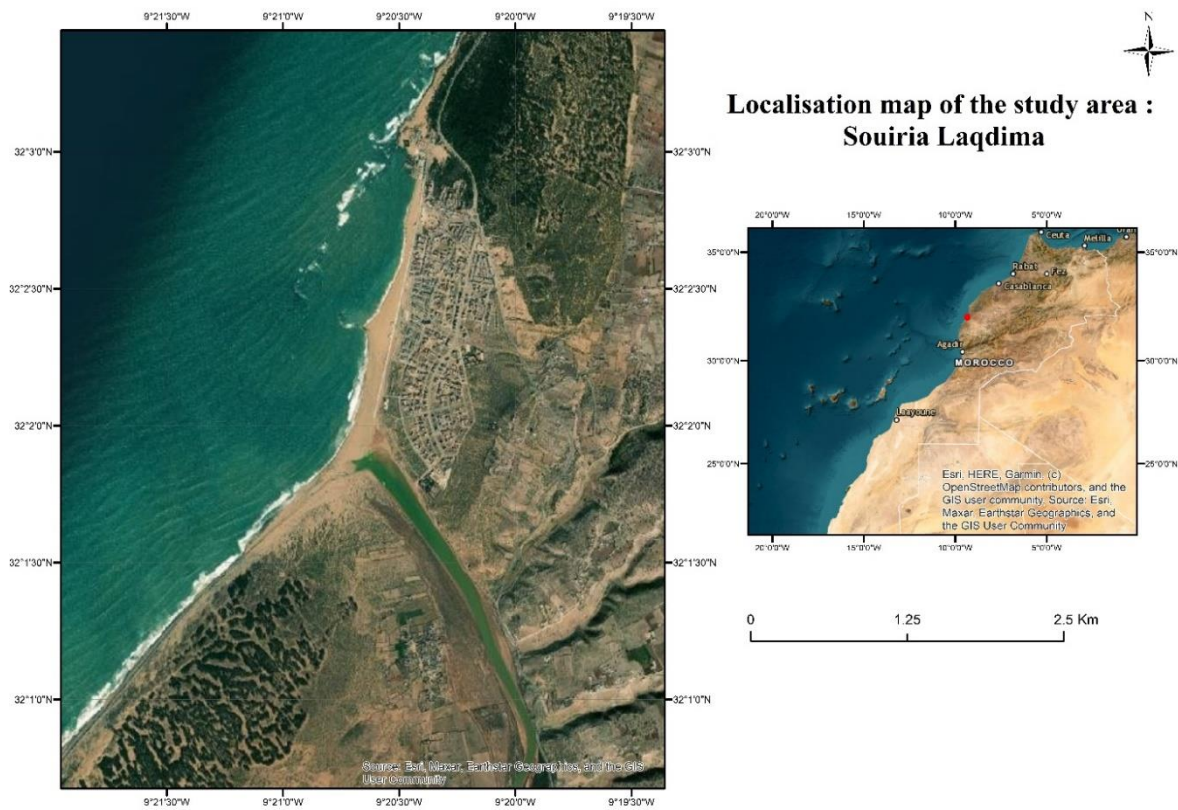 9°21'30"W 9°21'0"W 9°20'30"W 9°20'0"W 9°19'30"W
32°3'0"N 32°3'0"N
32°2'30"N 32°2'30"N
32°2'0"N 32°2'0"N
32°1'30"N 32°1'30"N
32°1'0"N 32°1'0"N
Source: Esri, Maxar, Earthstar Geographics, and the GIS
User Community
9°21'30"W 9°21'0"W 9°20'30"W 9°20'0"W 9°19'30"W
N
Localisation map of the study area :
Souiria Laqdima
20°0'0"W 15°0'0"W 10°0'0"W 5°0'0"W
35°0'0"N 35°0'0"N
30°0'0"N 30°0'0"N
25°0'0"N 25°0'0"N
Oran
Ceuta
Melilla
Rabat
Fez
Casablanca
Agadir
MOROCCO
Laayoune
Esri, HERE, Garmin, (c)
OpenStreetMap contributors, and the
GIS user community, Source: Esri,
Maxar, Earthstar Geographics, and
the GIS User Community
20°0'0"W 15°0'0"W 10°0'0"W 5°0'0"W
0 1.25 2.5 Km